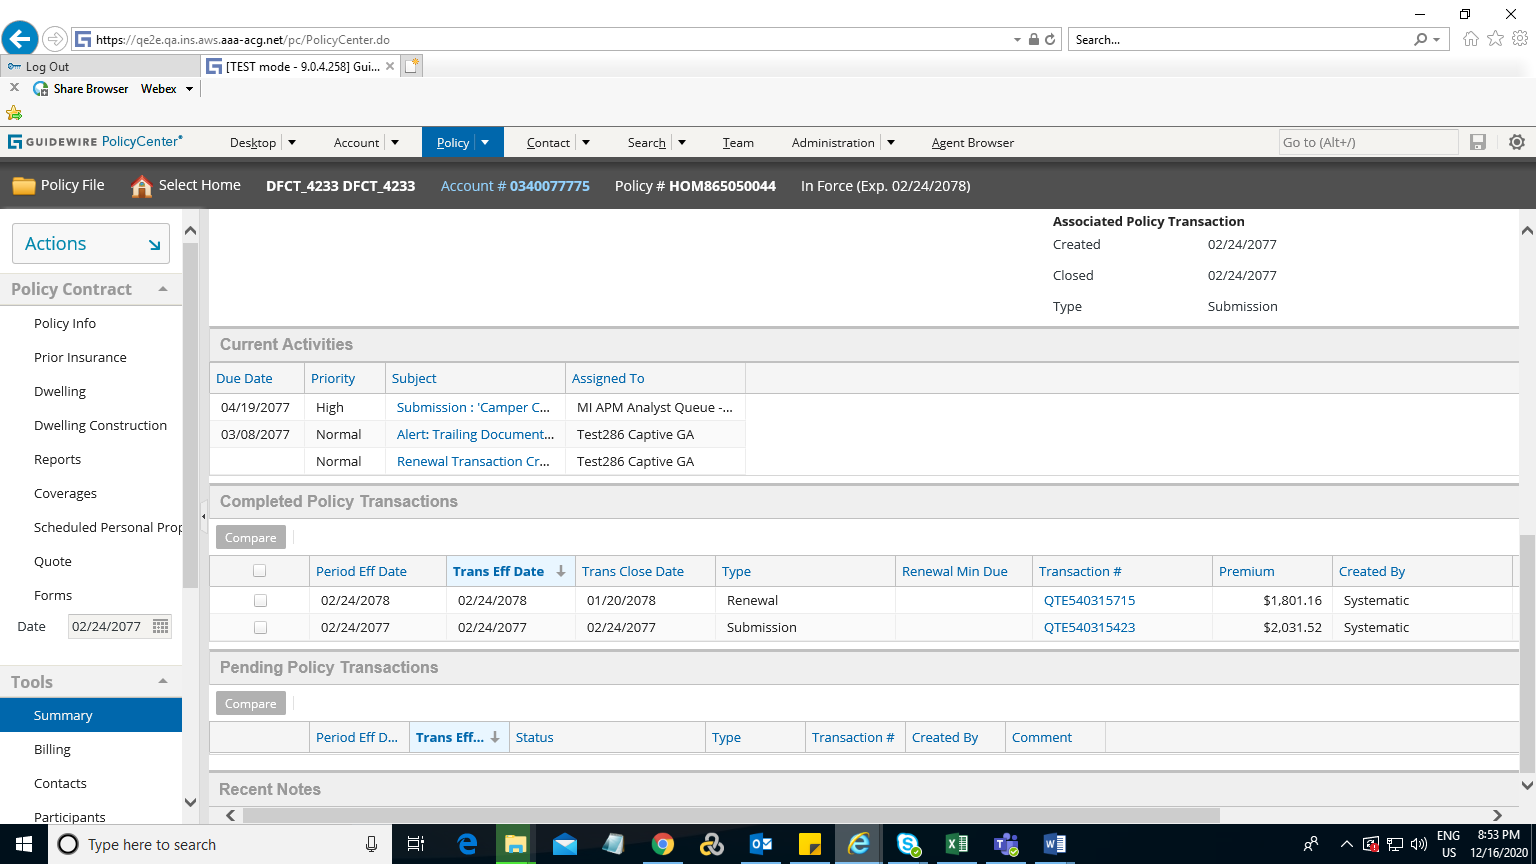 https://qe2e.qa.ins.aws.aaa-acg.net/pc/PolicyCenter.do
Search...
Log Out
[TEST mode - 9.0.4.258] Gui...
X
Share Browser
Webex
GUIDEWIRE PolicyCenter®
Desktop
Account
Policy
Contact
Search
Team
Administration
Agent Browser
Go to (Alt+/)
Policy File
Select Home
DFCT_4233 DFCT_4233
Account # 0340077775
Policy # HOM865050044
In Force (Exp. 02/24/2078)
Actions
Policy Contract
Policy Info
Prior Insurance
Dwelling
Dwelling Construction
Reports
Coverages
Scheduled Personal Prop
Quote
Forms
Date 02/24/2077
Tools
Summary
Billing
Contacts
Participants
Associated Policy Transaction
Created 02/24/2077
Closed 02/24/2077
Type Submission
Current Activities
Due Date Priority Subject Assigned To
04/19/2077 High Submission : 'Camper C... MI APM Analyst Queue -...
03/08/2077 Normal Alert: Trailing Document... Test286 Captive GA
Normal Renewal Transaction Cr... Test286 Captive GA
Completed Policy Transactions
Compare
Period Eff Date Trans Eff Date Trans Close Date Type Renewal Min Due Transaction # Premium Created By
02/24/2078 02/24/2078 01/20/2078 Renewal QTE540315715 $1,801.16 Systematic
02/24/2077 02/24/2077 02/24/2077 Submission QTE540315423 $2,031.52 Systematic
Pending Policy Transactions
Compare
Period Eff D... Trans Eff... Status Type Transaction # Created By Comment
Recent Notes
Type here to search
ENG
US
8:53 PM
12/16/2020